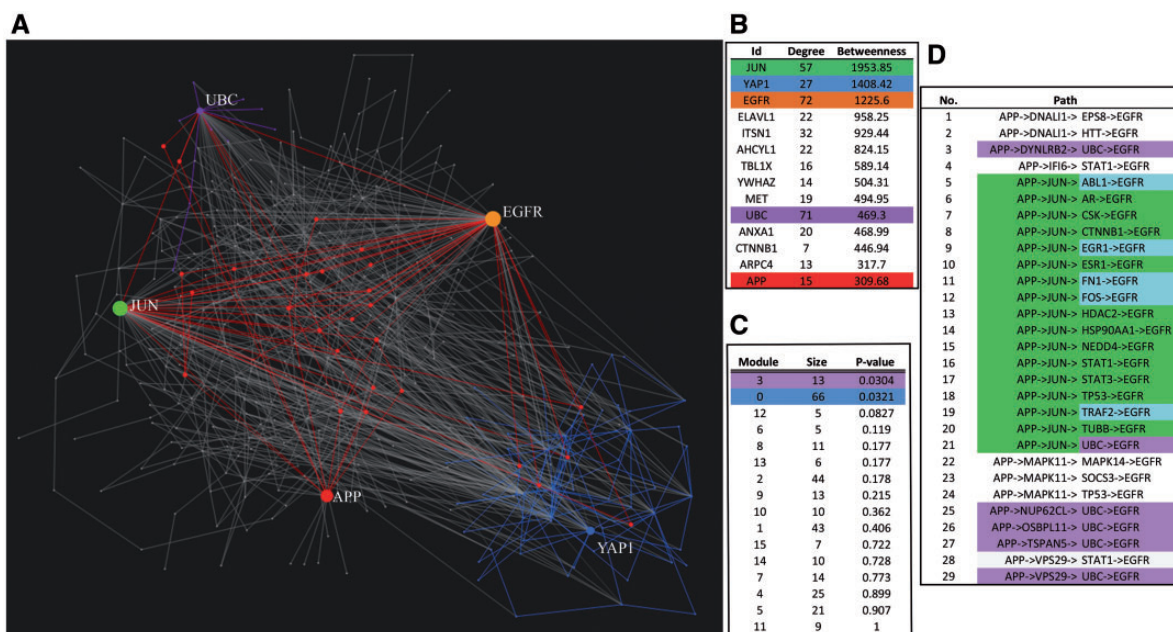 A
UBC
EGFR
JUN
APP
YAP1
B
Id Degree Betweenness
JUN 57 1953.85
YAP1 27 1408.42
EGFR 72 1225.6
ELAVL1 22 958.25
ITSN1 32 929.44
AHCYL1 22 824.15
TBL1X 16 589.14
YWHAZ 14 504.31
MET 19 494.95
UBC 71 469.3
ANXA1 20 468.99
CTNNB1 7 446.94
ARPC4 13 317.7
APP 15 309.68
C
Module Size P-value
3 13 0.0304
0 66 0.0321
12 5 0.0827
6 5 0.119
8 11 0.177
13 6 0.177
2 44 0.178
9 13 0.215
10 10 0.362
1 43 0.406
15 7 0.722
14 10 0.728
7 14 0.773
4 25 0.899
5 21 0.907
11 9 1
D
No. Path
1 APP->DNALI1-> EPS8->EGFR
2 APP->DNALI1-> HTT->EGFR
3 APP->DYNLRB2-> UBC->EGFR
4 APP->IFI6-> STAT1->EGFR
5 APP->JUN-> ABL1->EGFR
6 APP->JUN-> AR->EGFR
7 APP->JUN-> CSK->EGFR
8 APP->JUN-> CTNNB1->EGFR
9 APP->JUN-> EGR1->EGFR
10 APP->JUN-> ESR1->EGFR
11 APP->JUN-> FN1->EGFR
12 APP->JUN-> FOS->EGFR
13 APP->JUN-> HDAC2->EGFR
14 APP->JUN-> HSP90AA1->EGFR
15 APP->JUN-> NEDD4->EGFR
16 APP->JUN-> STAT1->EGFR
17 APP->JUN-> STAT3->EGFR
18 APP->JUN-> TP53->EGFR
19 APP->JUN-> TRAF2->EGFR
20 APP->JUN-> TUBB->EGFR
21 APP->JUN-> UBC->EGFR
22 APP->MAPK11-> MAPK14->EGFR
23 APP->MAPK11-> SOCS3->EGFR
24 APP->MAPK11-> TP53->EGFR
25 APP->NUP62CL-> UBC->EGFR
26 APP->OSBPL11-> UBC->EGFR
27 APP->TSPAN5-> UBC->EGFR
28 APP->VPS29-> STAT1->EGFR
29 APP->VPS29-> UBC->EGFR